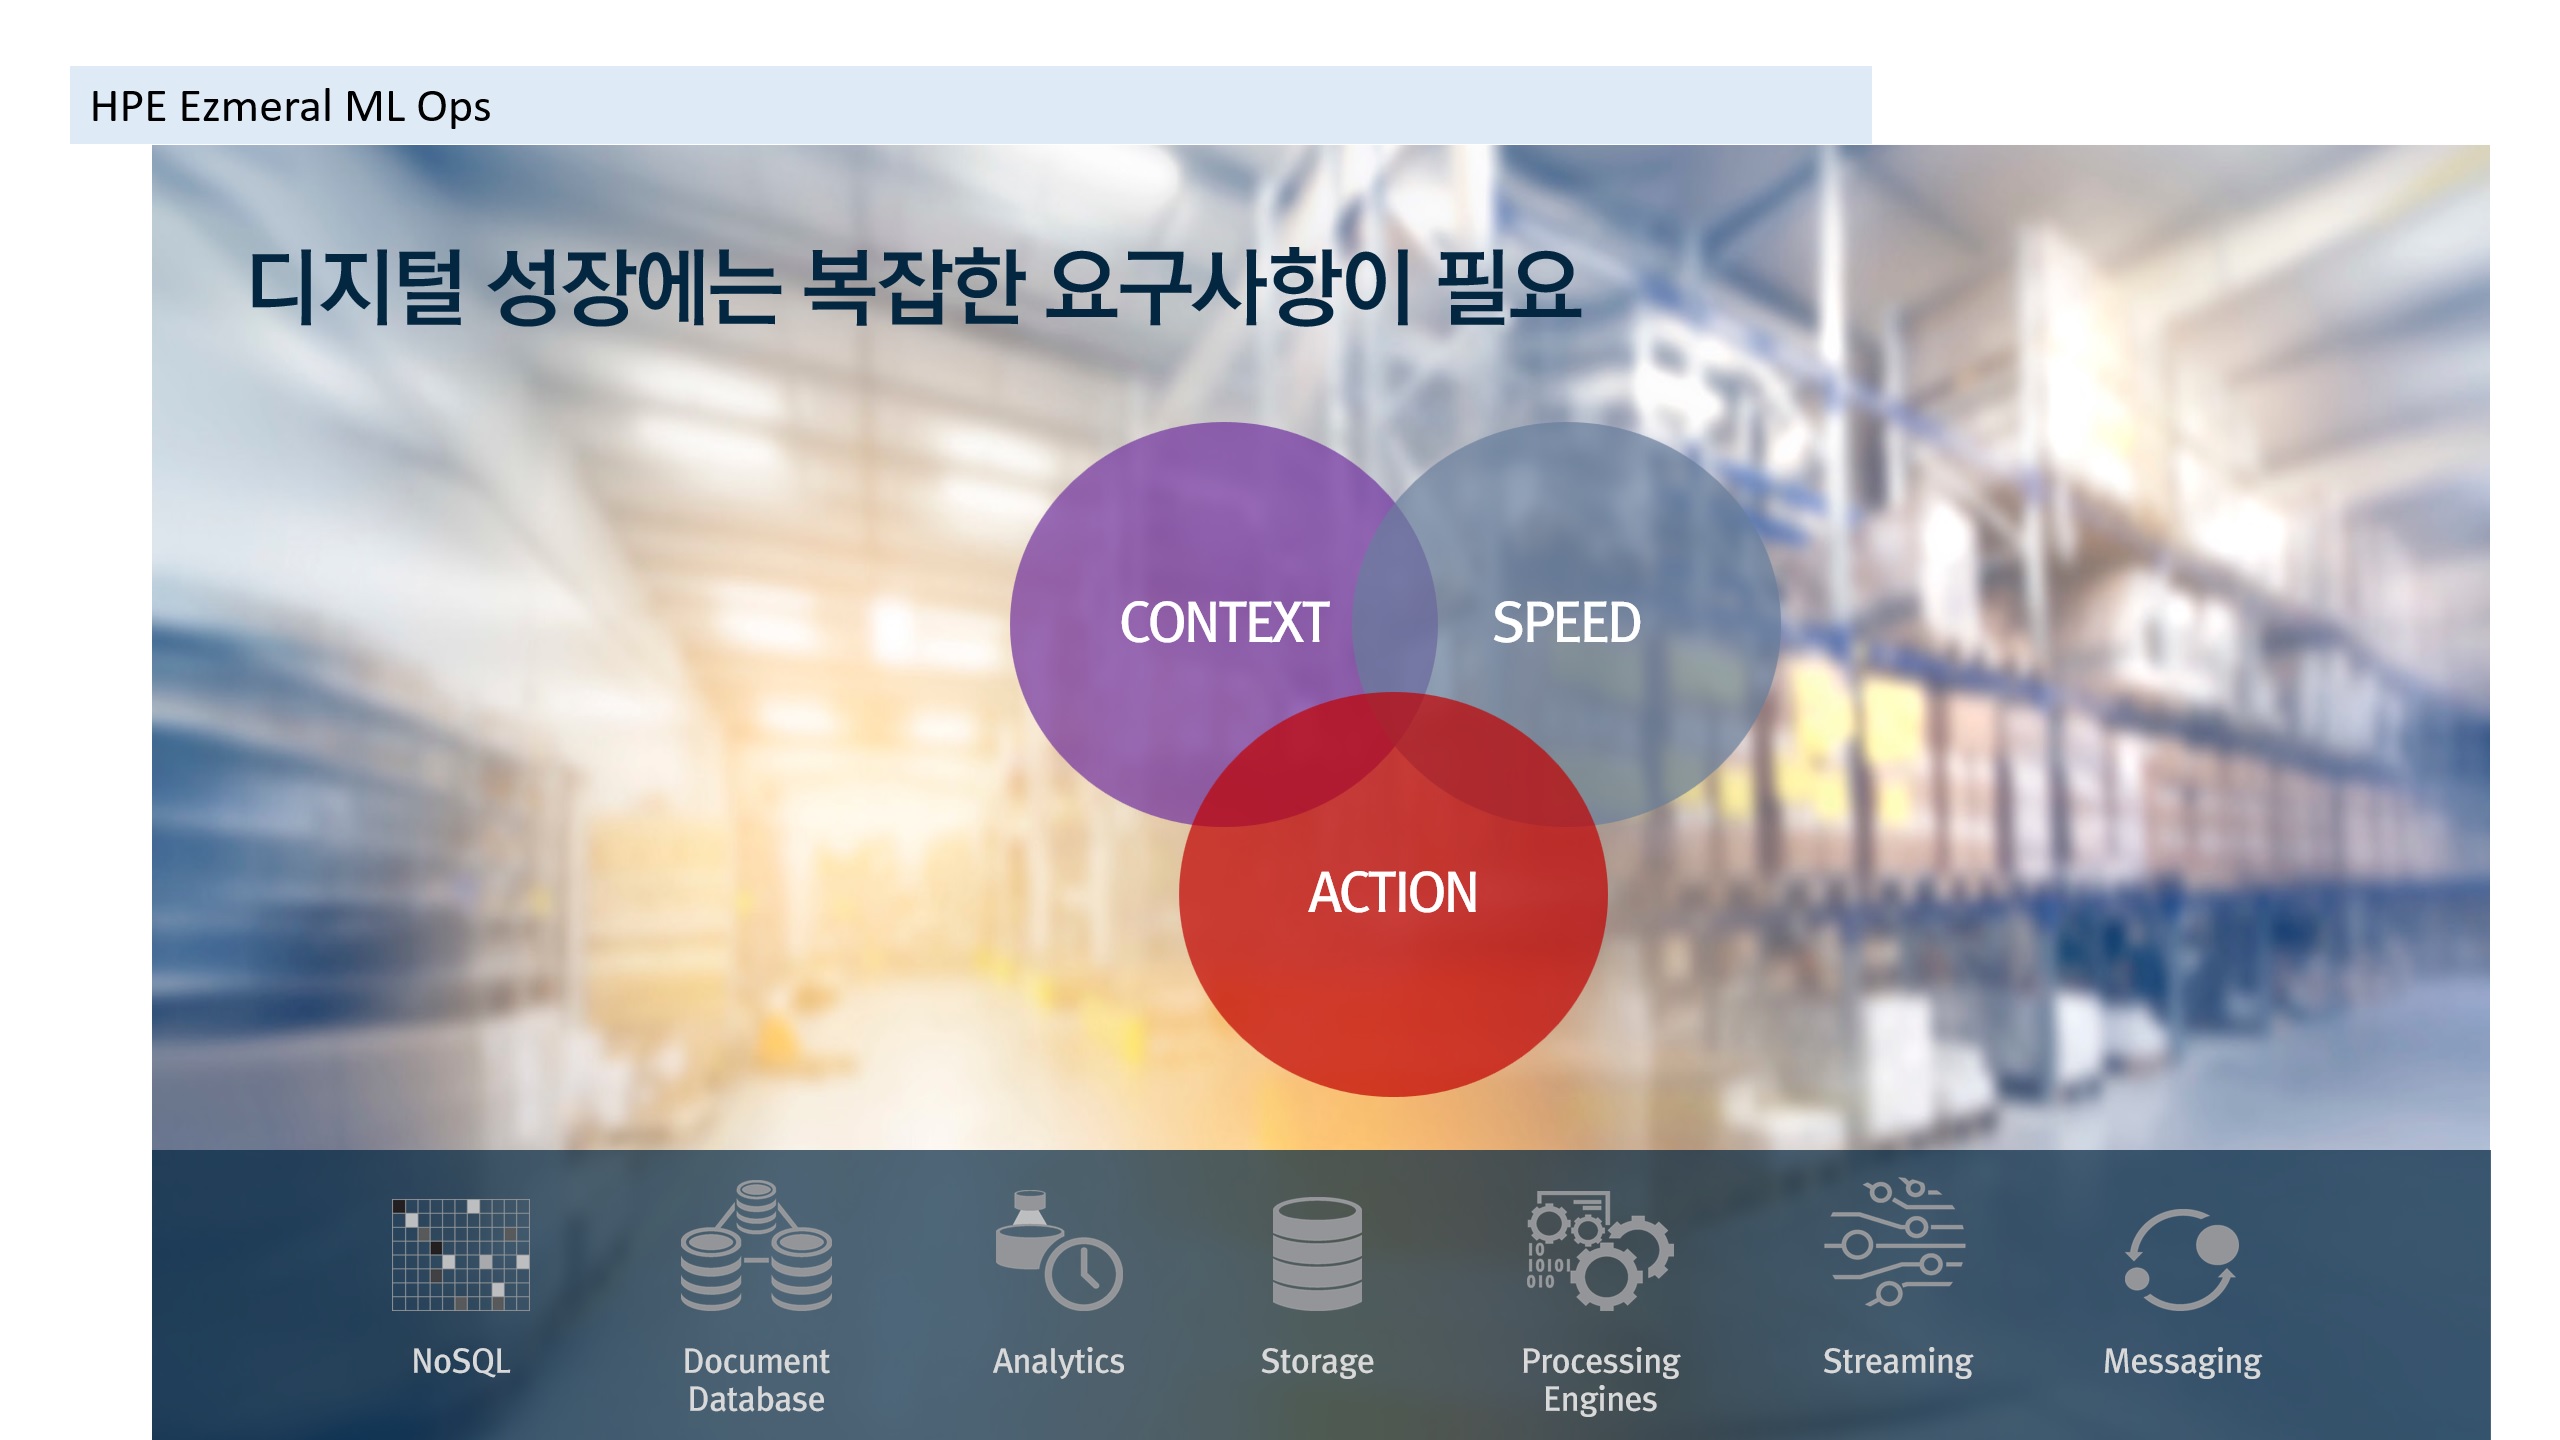 HPE Ezmeral ML Ops
디지털 성장에는 복잡한 요구사항이 필요
CONTEXT
SPEED
ACTION
NoSQL
Document
Database
Analytics
Storage
10
10101
010
Processing
Engines
Streaming
Messaging